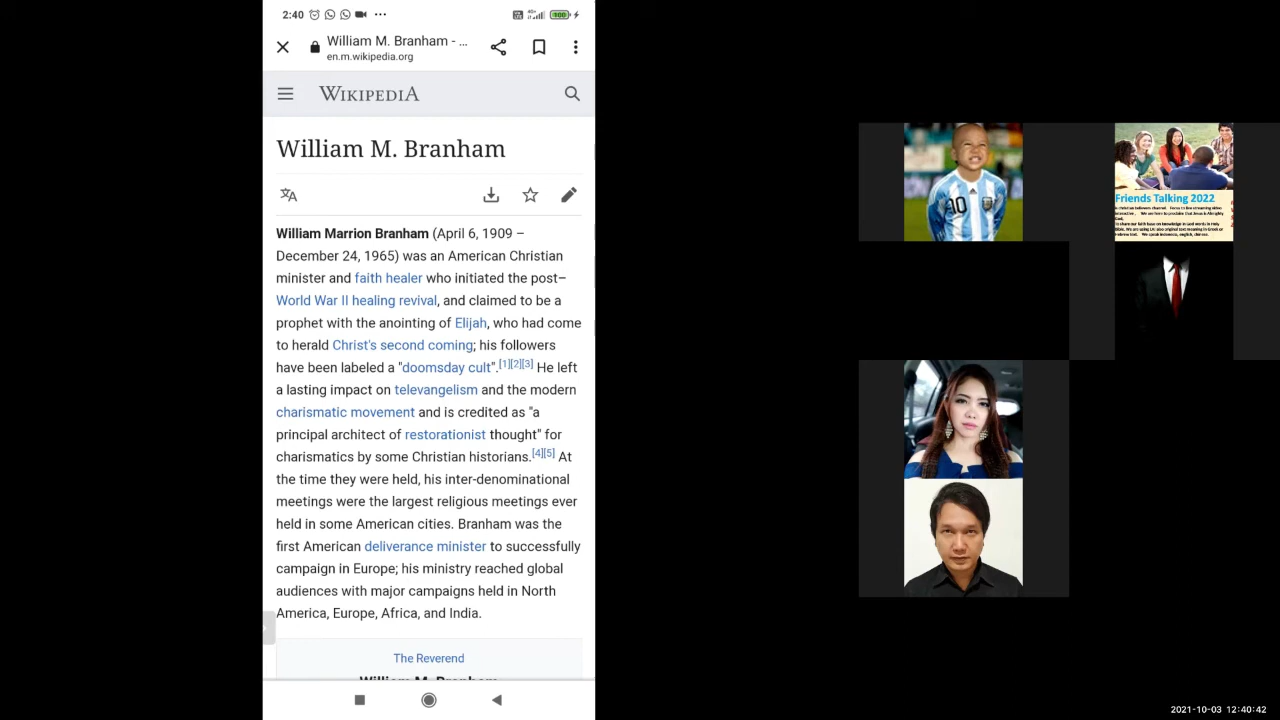 2:40
100
William M. Branham - ...
en.m.wikipedia.org
WIKIPEDIA
William M. Branham
William Marrion Branham (April 6, 1909 –
December 24, 1965) was an American Christian
minister and faith healer who initiated the post–
World War II healing revival, and claimed to be a
prophet with the anointing of Elijah, who had come
to herald Christ's second coming; his followers
have been labeled a "doomsday cult".[1][2][3] He left
a lasting impact on televangelism and the modern
charismatic movement and is credited as "a
principal architect of restorationist thought" for
charismatics by some Christian historians.[4][5] At
the time they were held, his inter-denominational
meetings were the largest religious meetings ever
held in some American cities. Branham was the
first American deliverance minister to successfully
campaign in Europe; his ministry reached global
audiences with major campaigns held in North
America, Europe, Africa, and India.
The Reverend
William M. Branham
10
Friends Talking 2022
2021-10-03 12:40:42